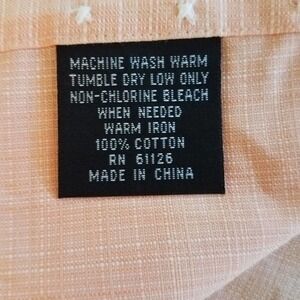 MACHINE WASH WARM
TUMBLE DRY LOW ONLY
NON-CHLORINE BLEACH
WHEN NEEDED
WARM IRON
100% COTTON
RN 61126
MADE IN CHINA